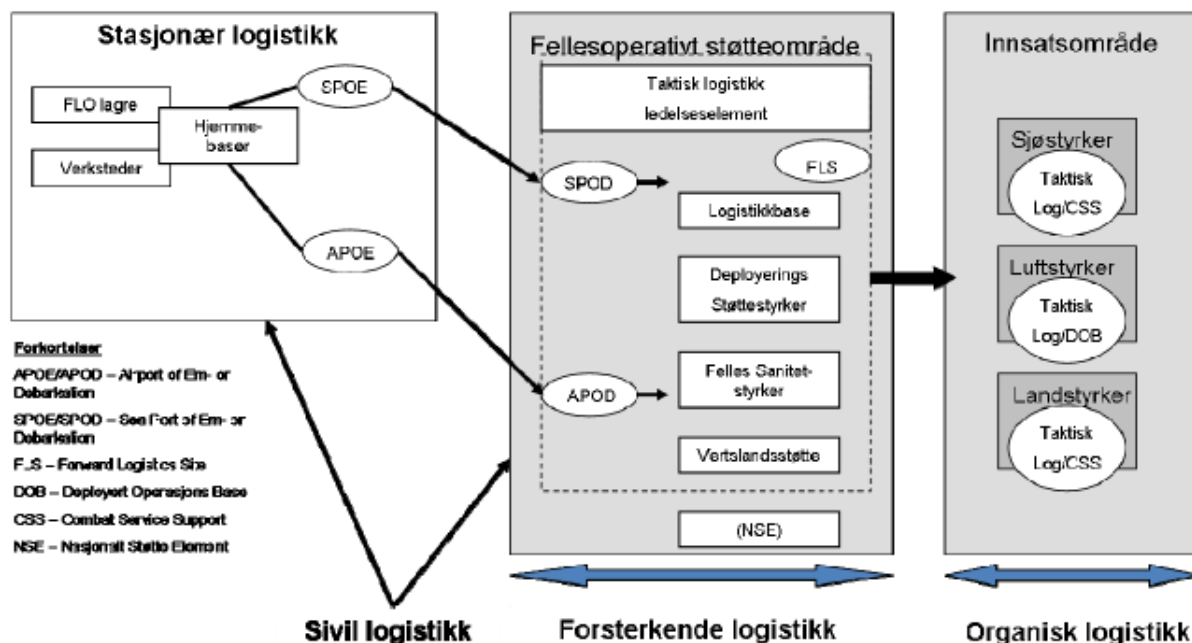 Stasjonær logistikk
FLO lagre
Verksteder
Hjemme-
baser
SPOE
APOE
Forkortelser
APOE/APOD – Airport of Em- or
Debarkation
SPOE/SPOD – Sea Port of Em- or
Debarkation
FLS – Forward Logistics Site
DOB – Deployert Operasjons Base
CSS – Combat Service Support
NSE – Nasjonalt Støtte Element
Fellesoperativt støtteområde
Taktisk logistikk
ledelseselement
FLS
SPOD
Logistikkbase
Deployerings
Støttestyrker
APOD
Felles Sanitet-
styrker
Vertslandsstøtte
(NSE)
Innsatsområde
Sjøstyrker
Taktisk
Log/CSS
Luftstyrker
Taktisk
Log/DOB
Landstyrker
Taktisk
Log/CSS
Sivil logistikk
Forsterkende logistikk
Organisk logistikk